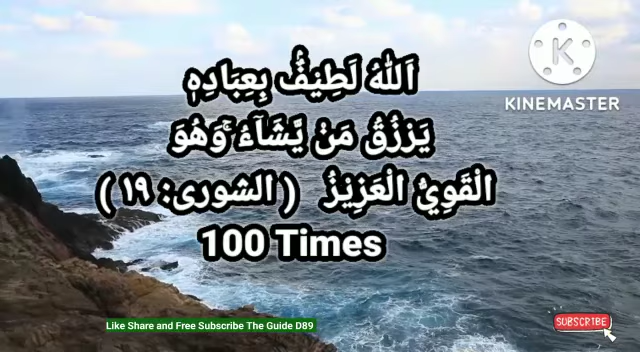 اَللّٰهُ لَطِيْفٌۢ بِعِبَادِهٖ
يَرْزُقُ مَنْ يَّشَآءُ ۚ وَهُوَ
الْقَوِيُّ الْعَزِيْزُ ( الشورى: ١٩ )
100 Times
KINEMASTER
Like Share and Free Subscribe The Guide D89
SUBSCRIBE